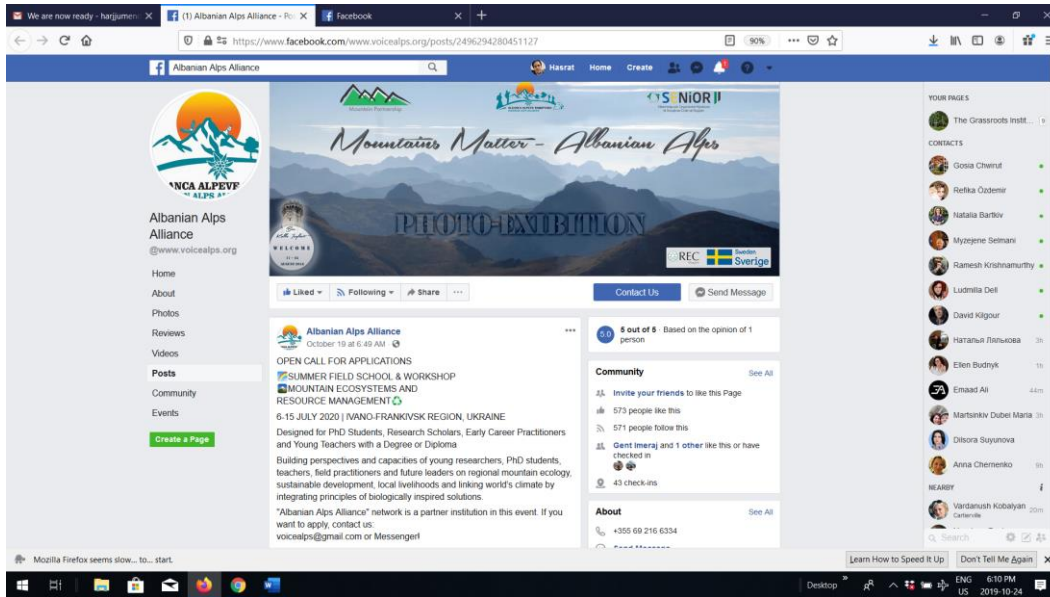 We are now ready - harjjumen
(1) Albanian Alps Alliance - Po
Facebook
https://www.facebook.com/www.voicealps.org/posts/2496294280451127
90%
Albanian Alps Alliance
Hasrat
Home
Create
Mountain Partnership
SENiOR
Mountains Matter - Albanian Alps
PHOTO-EXIBITION
WELCOME
REC
Sweden
Sverige
Albanian Alps
Alliance
@www.voicealps.org
Home
About
Photos
Reviews
Videos
Posts
Community
Events
Create a Page
Liked
Following
Share
Contact Us
Send Message
Albanian Alps Alliance
October 19 at 6:49 AM ·
OPEN CALL FOR APPLICATIONS
SUMMER FIELD SCHOOL & WORKSHOP
MOUNTAIN ECOSYSTEMS AND
RESOURCE MANAGEMENT
6-15 JULY 2020 | IVANO-FRANKIVSK REGION, UKRAINE
Designed for PhD Students, Research Scholars, Early Career Practitioners
and Young Teachers with a Degree or Diploma
Building perspectives and capacities of young researchers, PhD students,
teachers, field practitioners and future leaders on regional mountain ecology,
sustainable development, local livelihoods and linking world's climate by
integrating principles of biologically inspired solutions.
"Albanian Alps Alliance" network is a partner institution in this event. If you
want to apply, contact us:
voicealps@gmail.com or Messenger!
5.0
5 out of 5 · Based on the opinion of 1
person
Community
See All
Invite your friends to like this Page
573 people like this
571 people follow this
Gent Imeraj and 1 other like this or have
checked in
43 check-ins
About
See All
+355 69 216 6334
Send Message
YOUR PAGES
The Grassroots Instit...
CONTACTS
Gosia Chwirut
Refika Özdemir
Natalia Bartkiv
Myzejene Selmani
Ramesh Krishnamurthy
Ludmilla Dell
David Kilgour
Наталья Лялькова 3h
Ellen Budnyk 1h
Emaad Ali 44m
Martsinkiv Dubei Maria 3h
Dilsora Suyunova
Anna Chernenko 9h
NEARBY
Vardanush Kobalyan 20m
Carterville
Search
Mozilla Firefox seems slow... to... start.
Learn How to Speed It Up
Don't Tell Me Again
Desktop
ENG
US
6:10 PM
2019-10-24